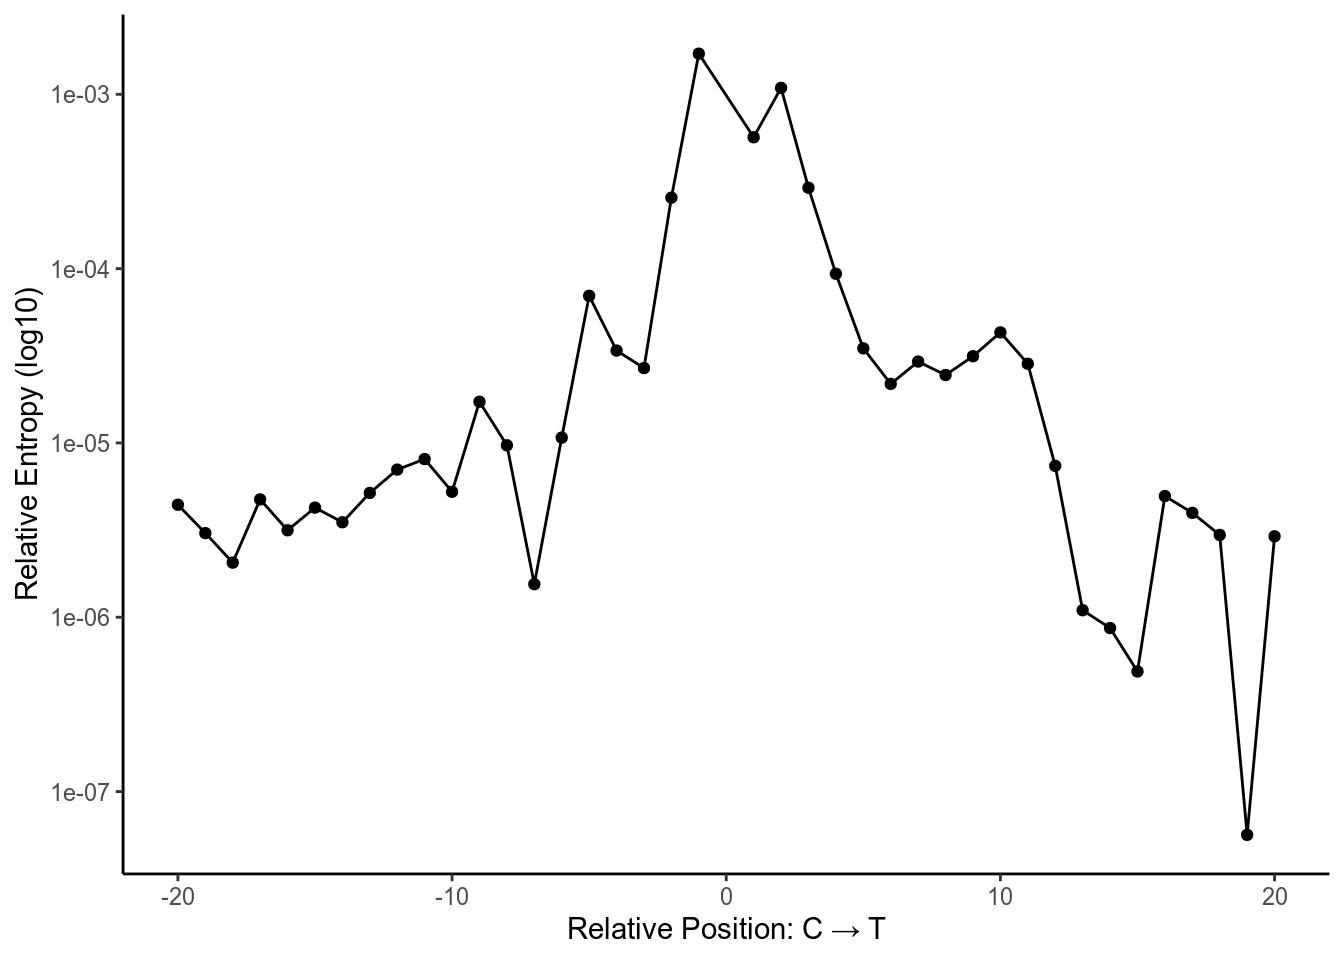 Relative Entropy (log10)
1e-03
1e-04
1e-05
1e-06
1e-07
-20 -10 0 10 20
Relative Position: C → T